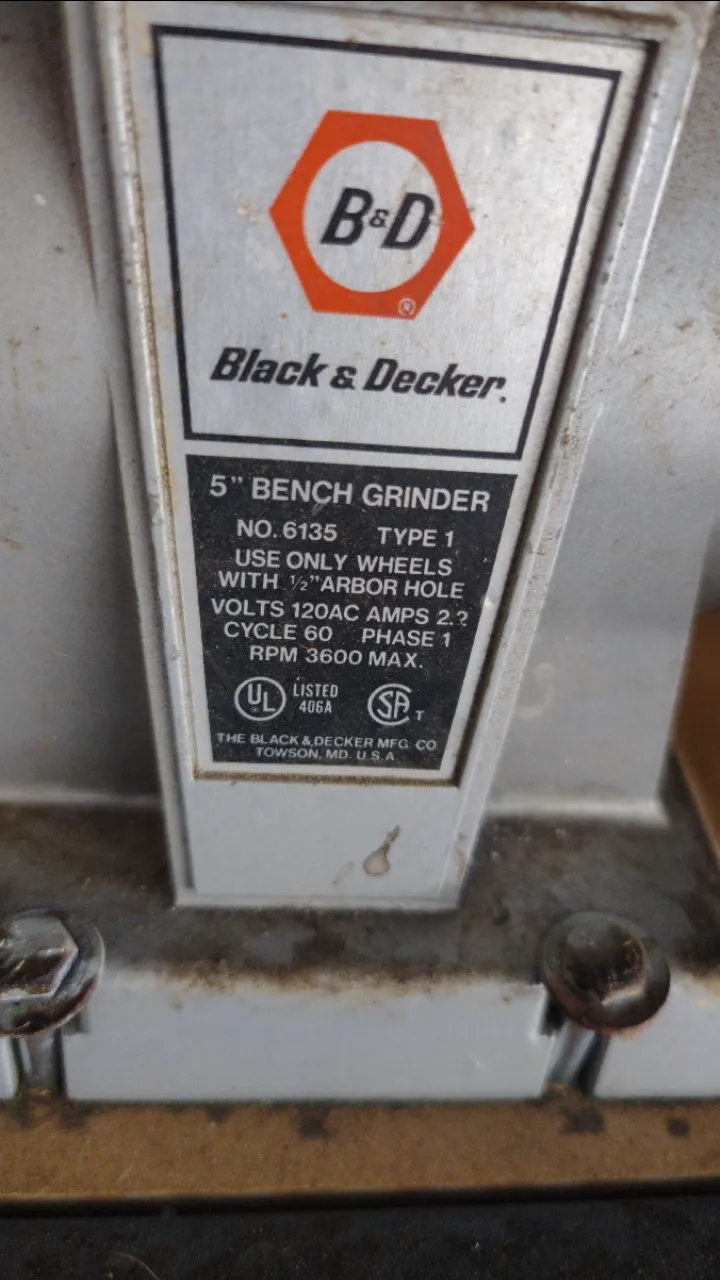 B&D
®
Black & Decker.
5" BENCH GRINDER
NO. 6135 TYPE 1
USE ONLY WHEELS
WITH ½" ARBOR HOLE
VOLTS 120AC AMPS
CYCLE 60 PHASE 1
RPM 3600 MAX.
UL LISTED
406A
SA T
THE BLACK & DECKER MFG. CO.
TOWSON, MD. U.S.A.